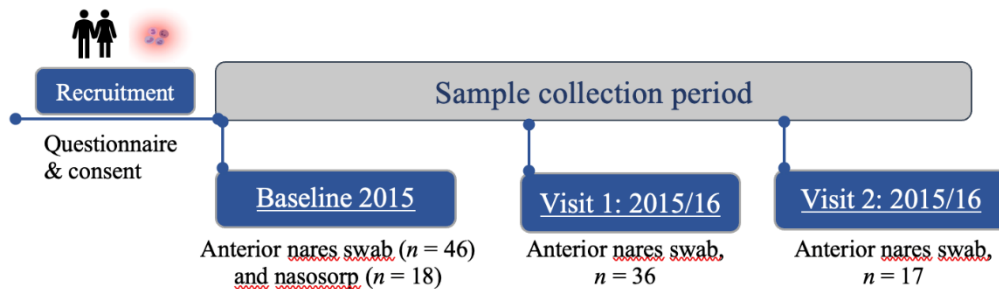 Recruitment
Sample collection period
Questionnaire
& consent
Baseline 2015
Visit 1: 2015/16
Visit 2: 2015/16
Anterior nares swab (n = 46)
and nasosorp (n = 18)
Anterior nares swab,
n = 36
Anterior nares swab,
n = 17